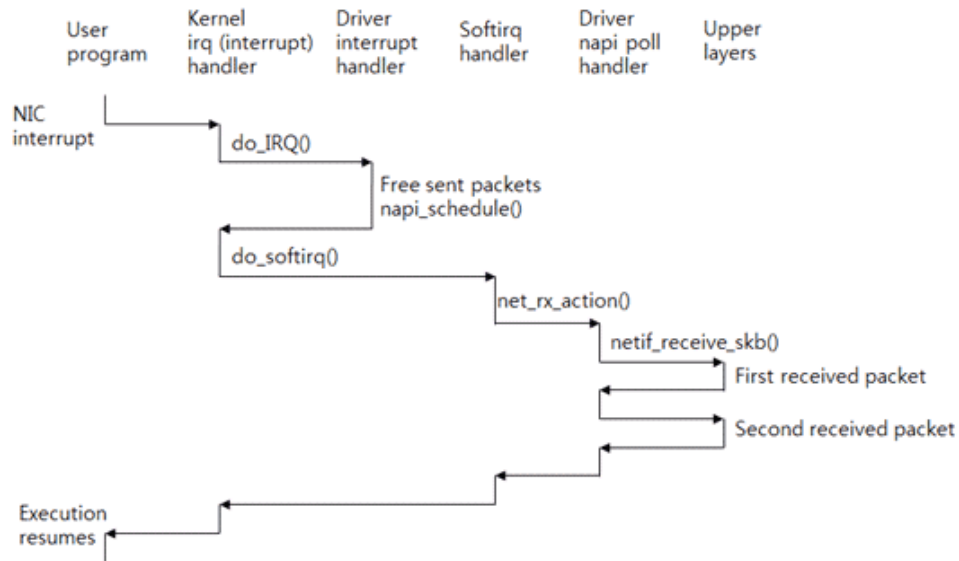 User
program
Kernel
irq (interrupt)
handler
Driver
interrupt
handler
Softirq
handler
Driver
napi poll
handler
Upper
layers
NIC
interrupt
do_IRQ()
Free sent packets
napi_schedule()
do_softirq()
net_rx_action()
netif_receive_skb()
First received packet
Second received packet
Execution
resumes